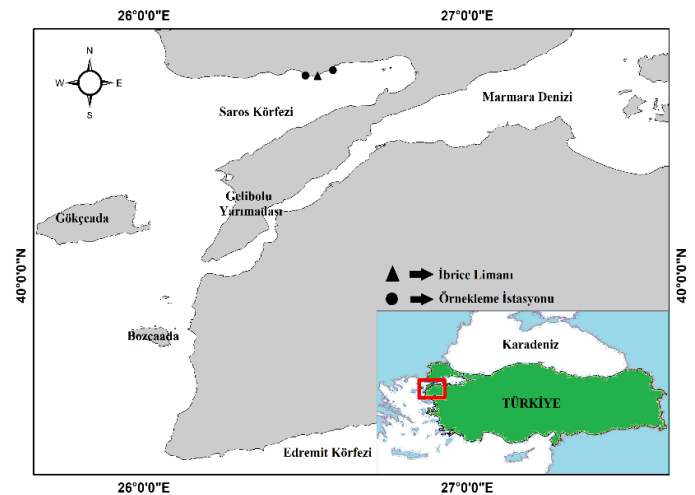 26°0'0"E
27°0'0"E
N
W
E
S
Marmara Denizi
Saros Körfezi
Gelibolu
Yarımadası
Gökçeada
40°0'0"N
40°0'0"N
İbrice Limanı
Örnekleme İstasyonu
Bozcaada
Karadeniz
TÜRKİYE
Edremit Körfezi
26°0'0"E
27°0'0"E